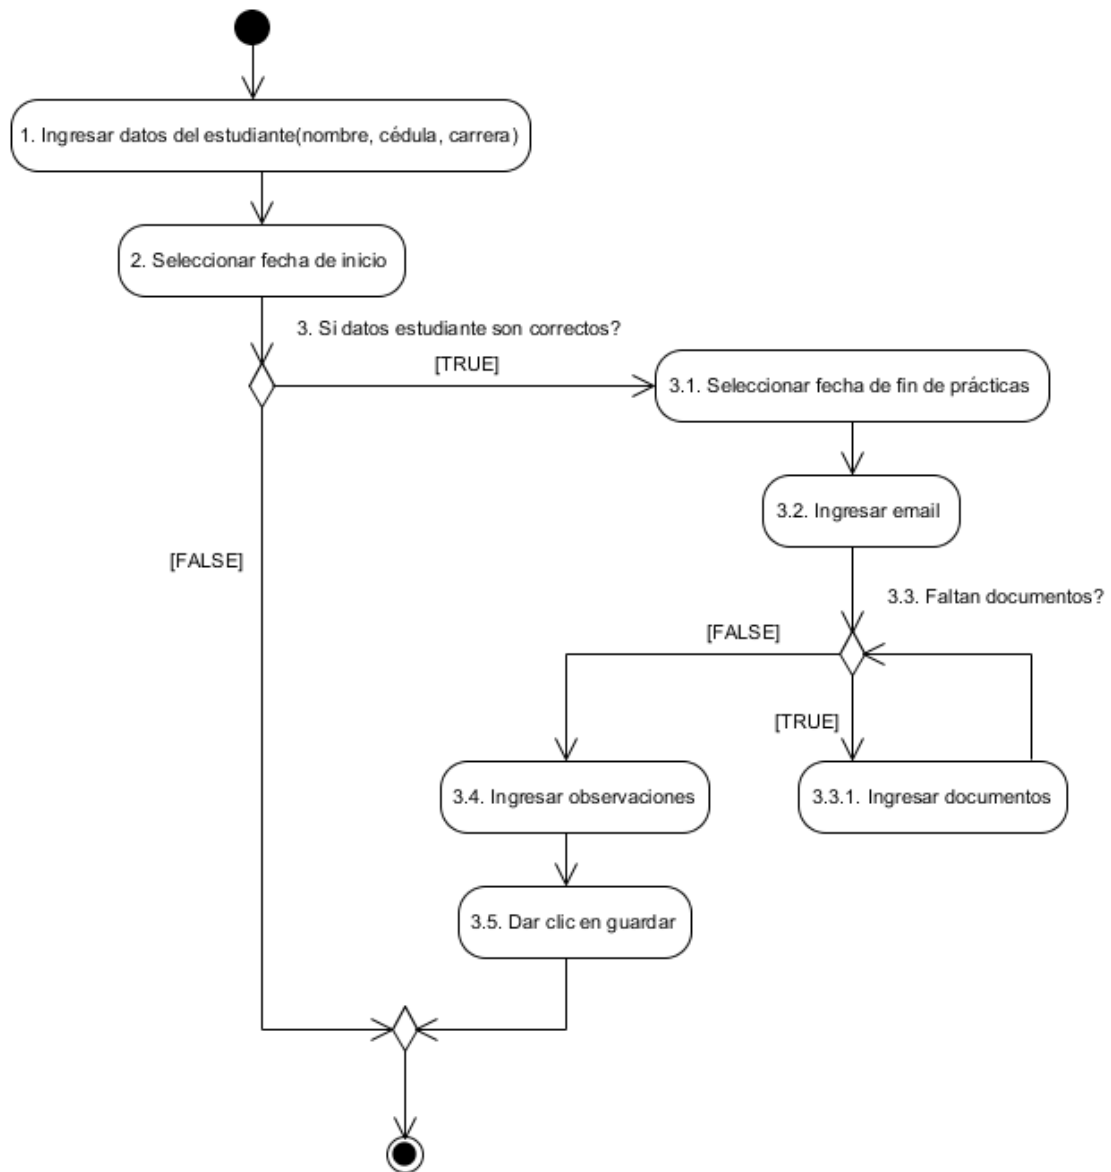 1. Ingresar datos del estudiante(nombre, cédula, carrera)
2. Seleccionar fecha de inicio
3. Si datos estudiante son correctos?
[TRUE]
3.1. Seleccionar fecha de fin de prácticas
3.2. Ingresar email
[FALSE]
3.3. Faltan documentos?
[FALSE]
[TRUE]
3.4. Ingresar observaciones
3.3.1. Ingresar documentos
3.5. Dar clic en guardar